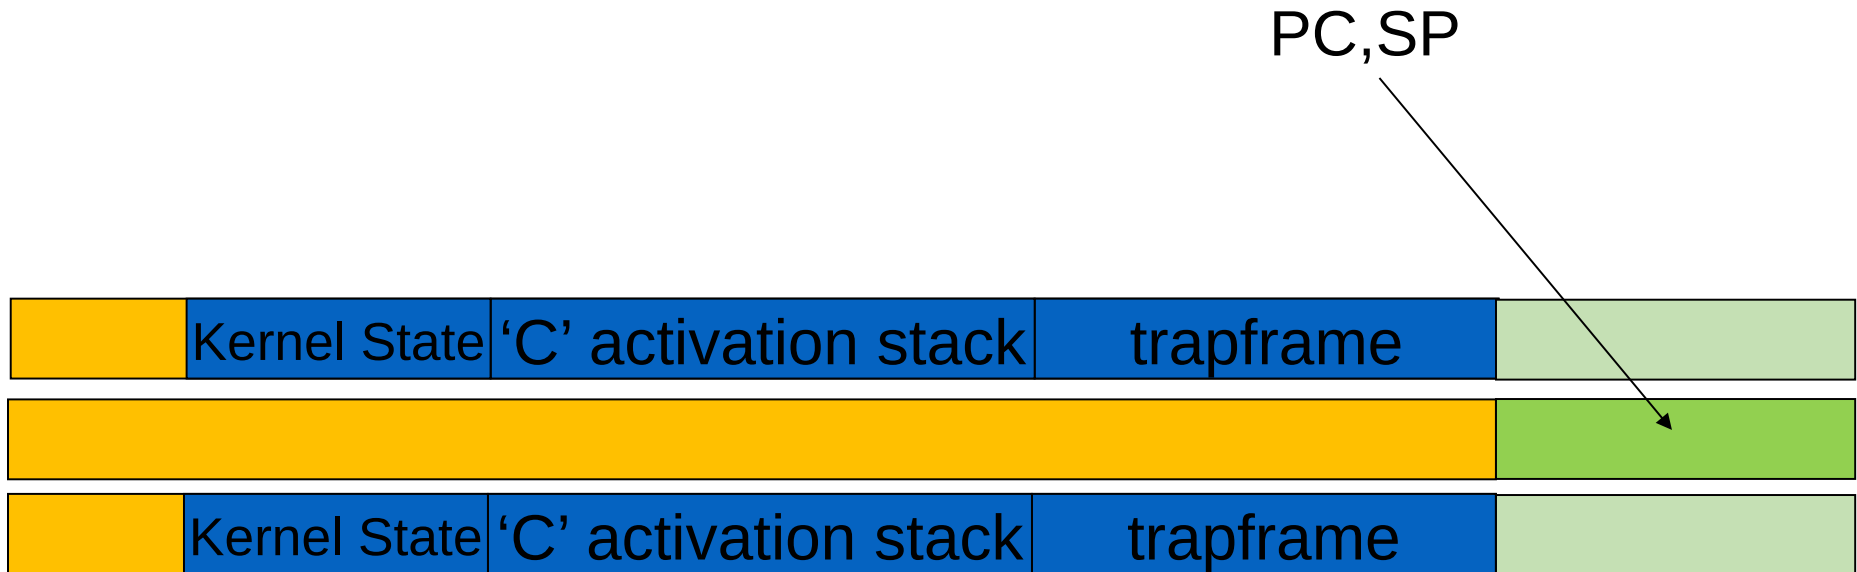 PC,SP
Kernel State ‘C’ activation stack trapframe
Kernel State ‘C’ activation stack trapframe